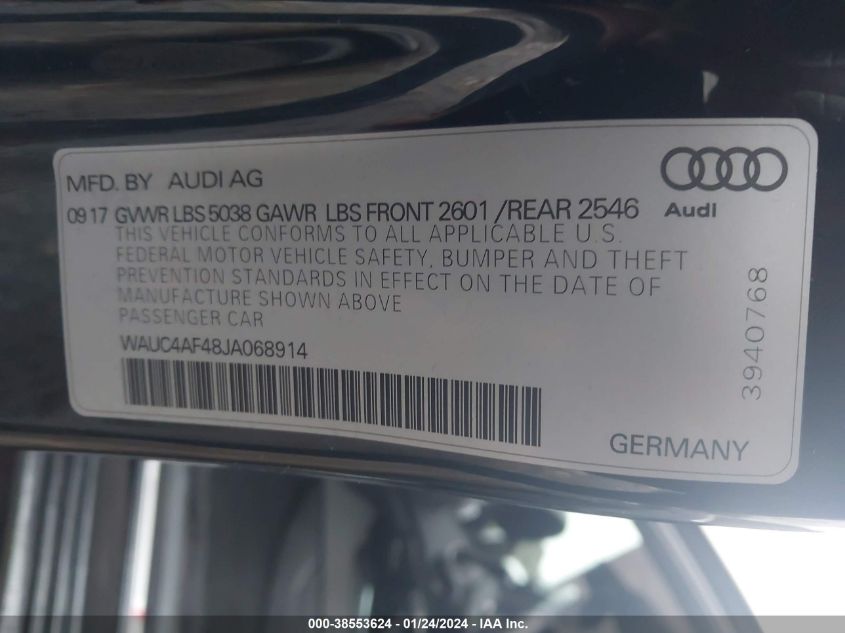 MFD. BY AUDI AG
Audi
09 17 GVWR LBS 5038 GAWR LBS FRONT 2601 /REAR 2546
THIS VEHICLE CONFORMS TO ALL APPLICABLE U.S.
FEDERAL MOTOR VEHICLE SAFETY, BUMPER AND THEFT
PREVENTION STANDARDS IN EFFECT ON THE DATE OF
MANUFACTURE SHOWN ABOVE
PASSENGER CAR
WAUC4AF48JA068914
3940768
GERMANY
000-38553624 - 01/24/2024 - IAAI, Inc.